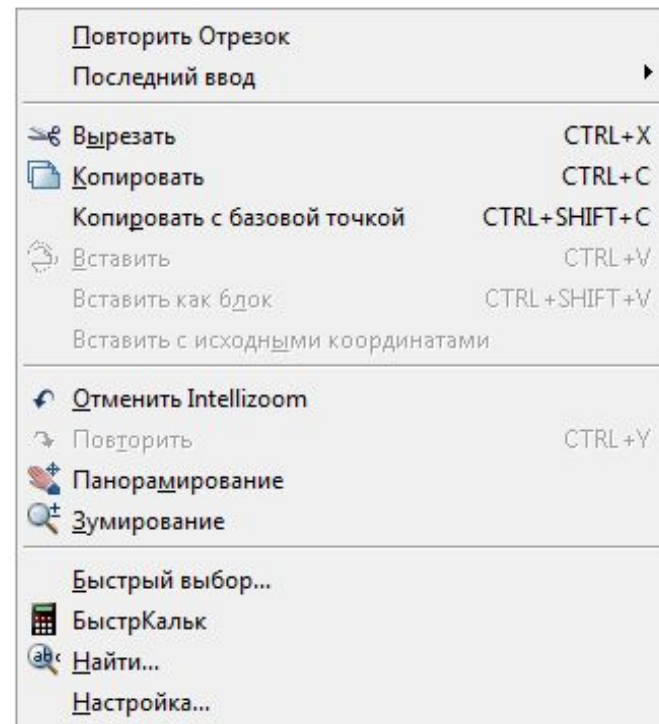 Повторить Отрезок
Последний ввод
Вырезать CTRL+X
Копировать CTRL+C
Копировать с базовой точкой CTRL+SHIFT+C
Вставить CTRL+V
Вставить как блок CTRL+SHIFT+V
Вставить с исходными координатами
Отменить Intellizoom
Повторить CTRL+Y
Панорамирование
Зумирование
Быстрый выбор...
БыстрКальк
Найти...
Настройка...